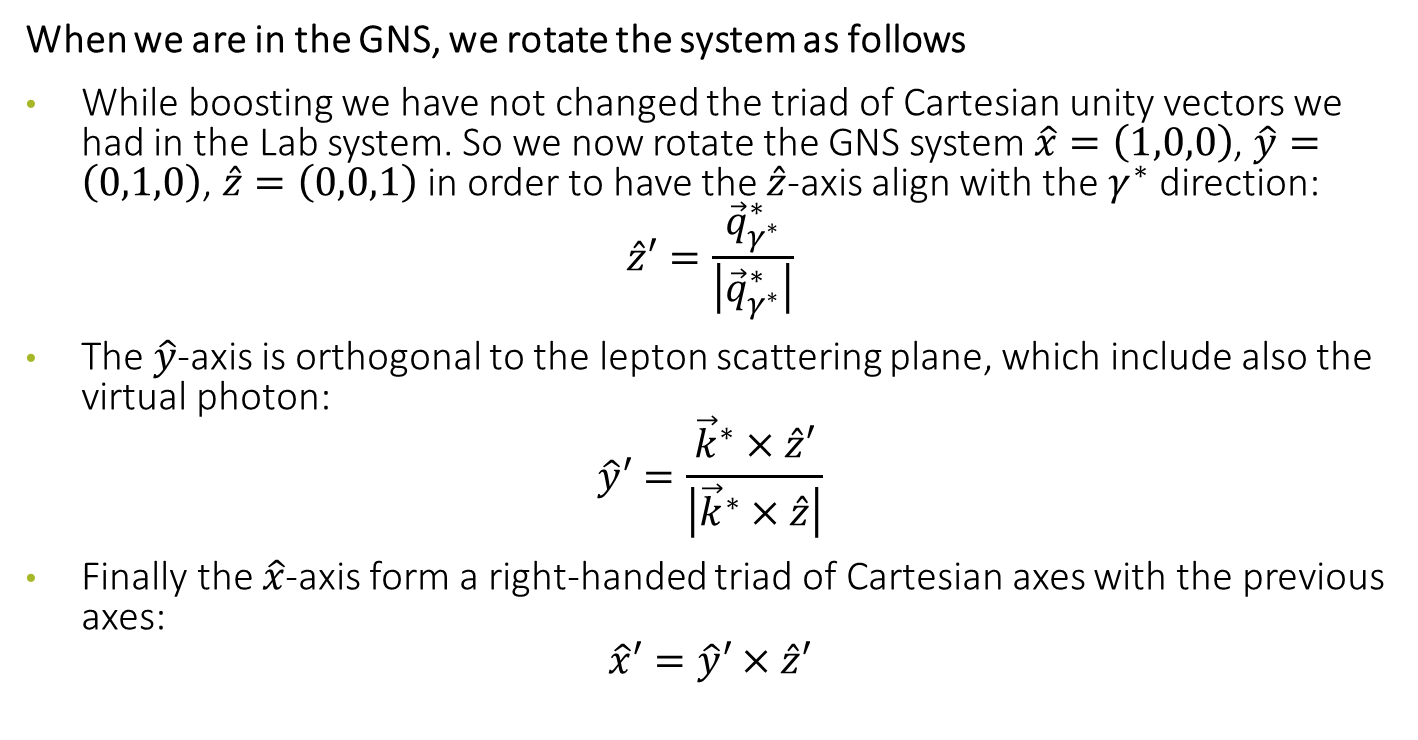 When we are in the GNS, we rotate the system as follows
• While boosting we have not changed the triad of Cartesian unity vectors we
had in the Lab system. So we now rotate the GNS system x̂ = (1,0,0), ŷ =
(0,1,0), ẑ = (0,0,1) in order to have the ẑ-axis align with the γ* direction:
ẑ′ = q⃗*_γ* / |q⃗*_γ*|
• The ŷ-axis is orthogonal to the lepton scattering plane, which include also the
virtual photon:
ŷ′ = k⃗* × ẑ′ / |k⃗* × ẑ|
• Finally the x̂-axis form a right-handed triad of Cartesian axes with the previous
axes:
x̂′ = ŷ′ × ẑ′